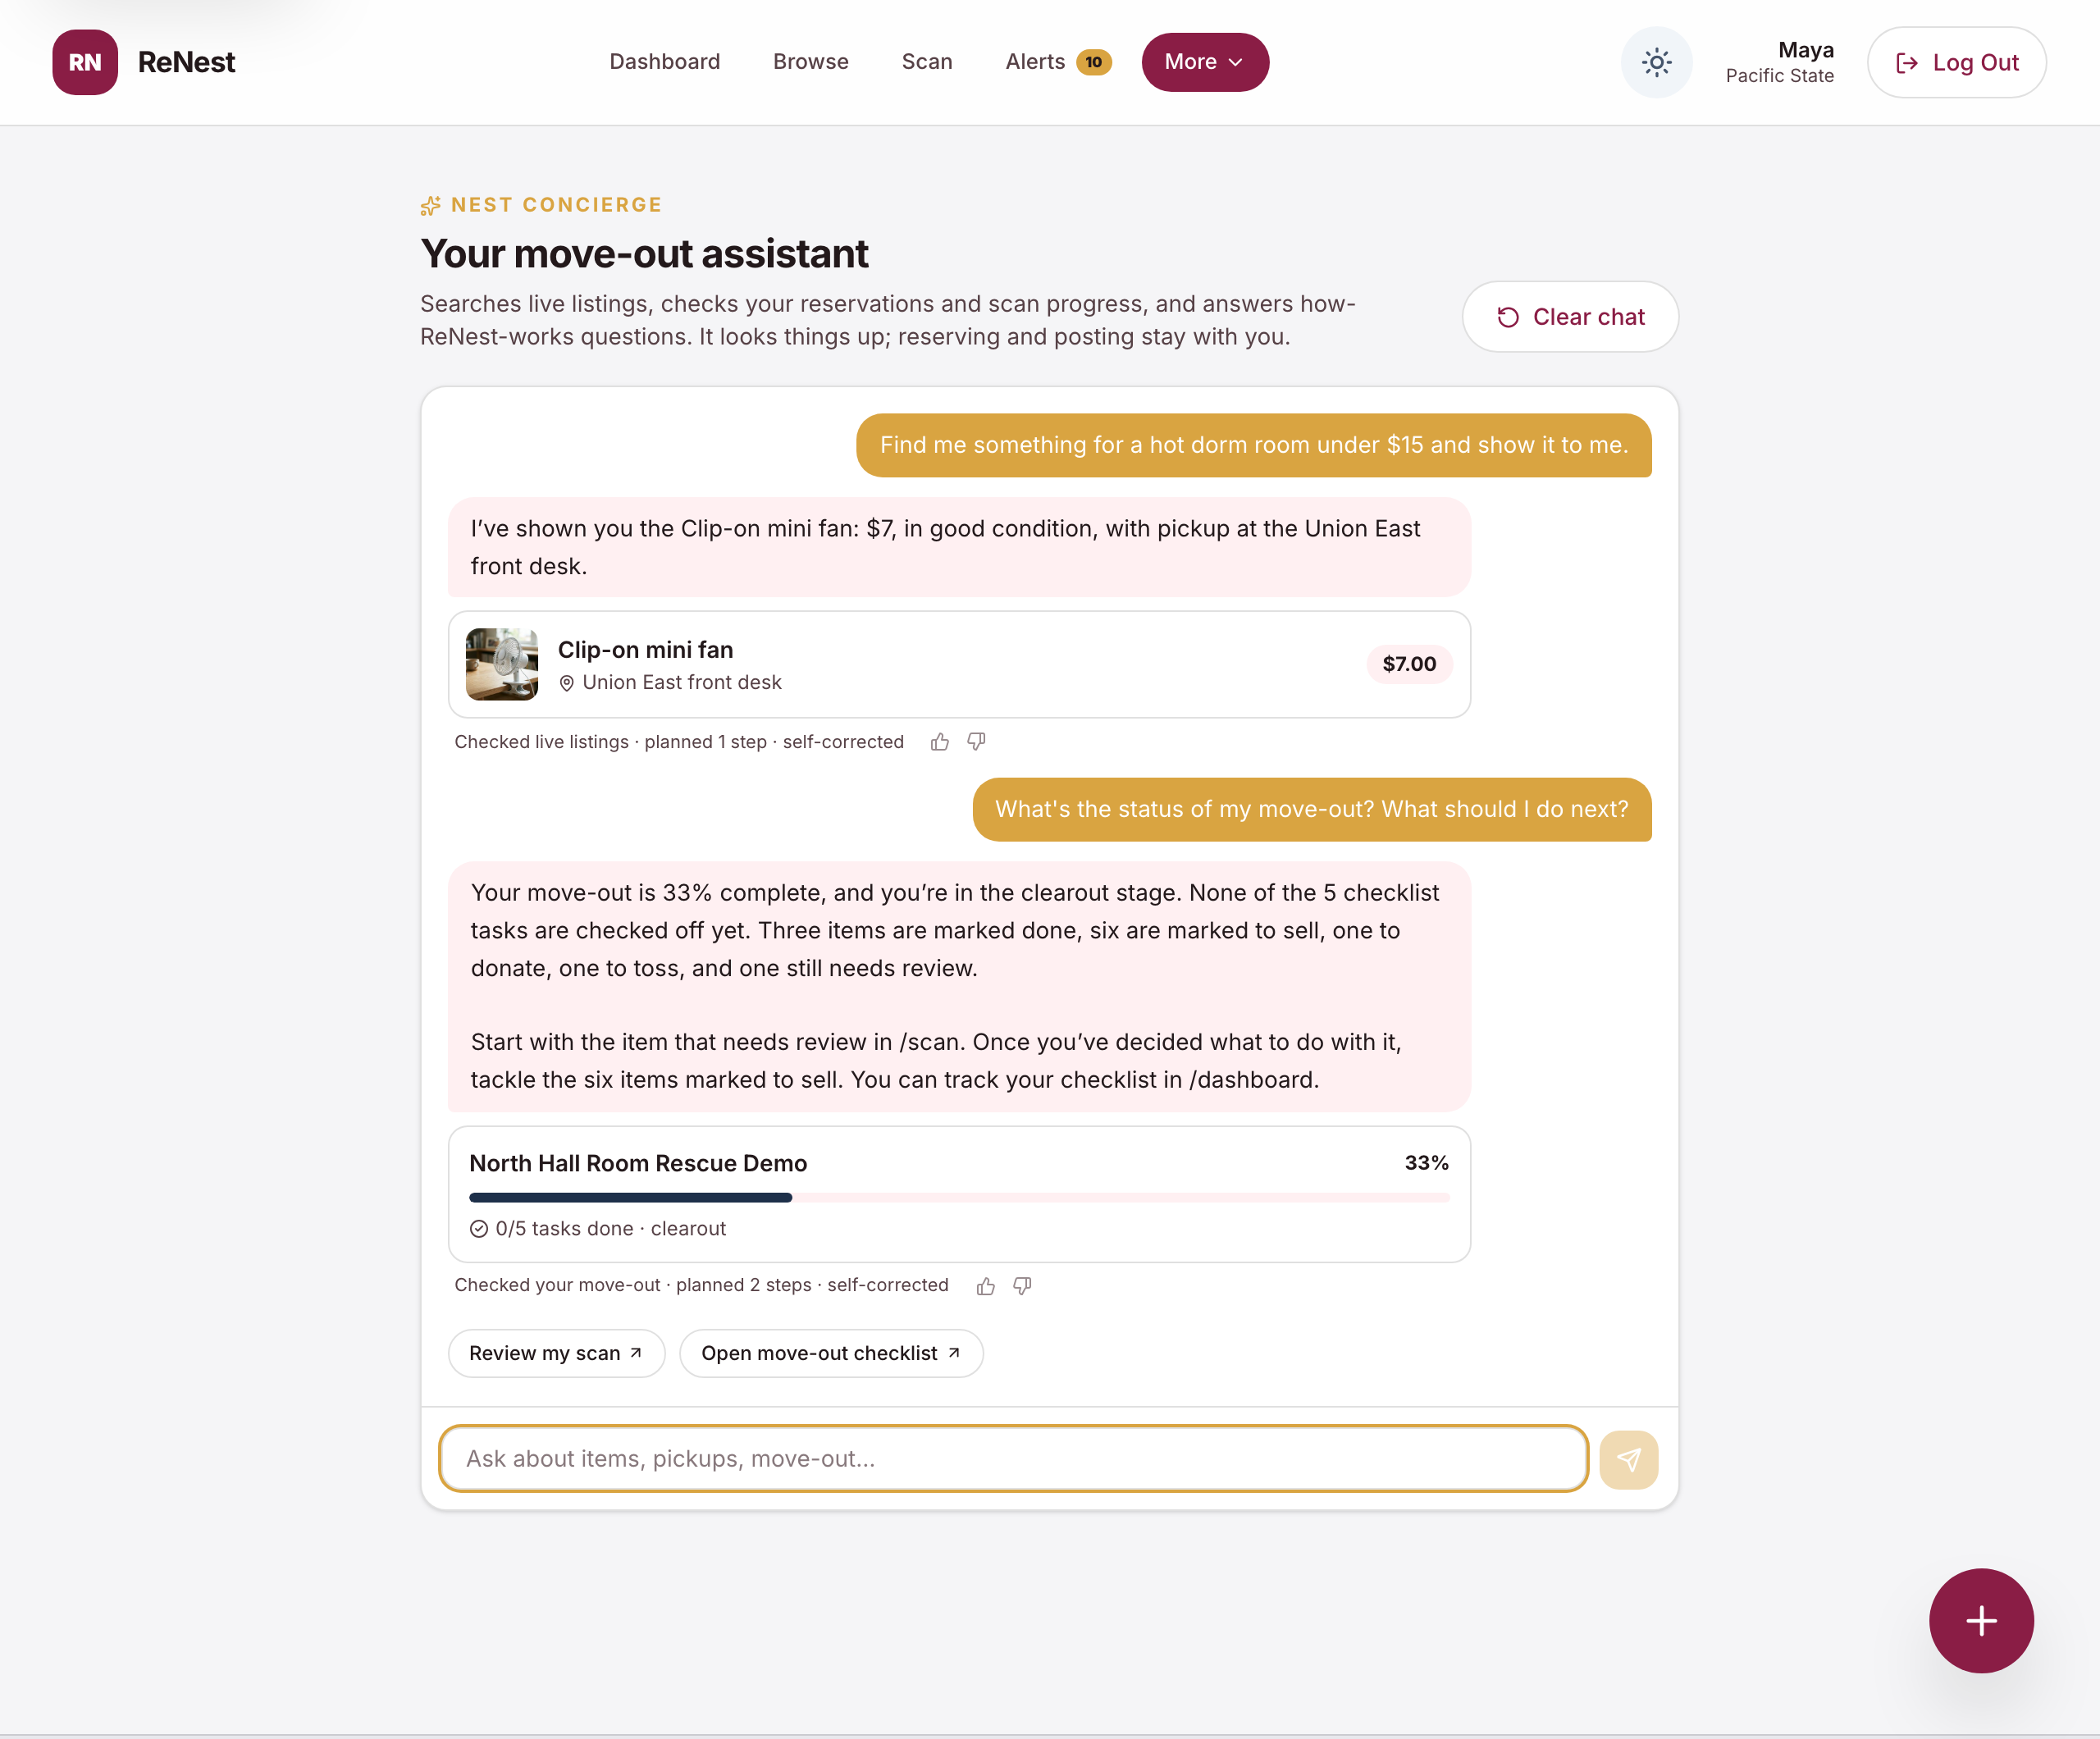 RN
ReNest
Dashboard
Browse
Scan
Alerts 10
More
Maya
Pacific State
Log Out
NEST CONCIERGE
Your move-out assistant
Searches live listings, checks your reservations and scan progress, and answers how-
ReNest-works questions. It looks things up; reserving and posting stay with you.
Clear chat
Find me something for a hot dorm room under $15 and show it to me.
I’ve shown you the Clip-on mini fan: $7, in good condition, with pickup at the Union East
front desk.
Clip-on mini fan
Union East front desk
$7.00
Checked live listings · planned 1 step · self-corrected
What's the status of my move-out? What should I do next?
Your move-out is 33% complete, and you’re in the clearout stage. None of the 5 checklist
tasks are checked off yet. Three items are marked done, six are marked to sell, one to
donate, one to toss, and one still needs review.
Start with the item that needs review in /scan. Once you’ve decided what to do with it,
tackle the six items marked to sell. You can track your checklist in /dashboard.
North Hall Room Rescue Demo
33%
0/5 tasks done · clearout
Checked your move-out · planned 2 steps · self-corrected
Review my scan
Open move-out checklist
Ask about items, pickups, move-out...